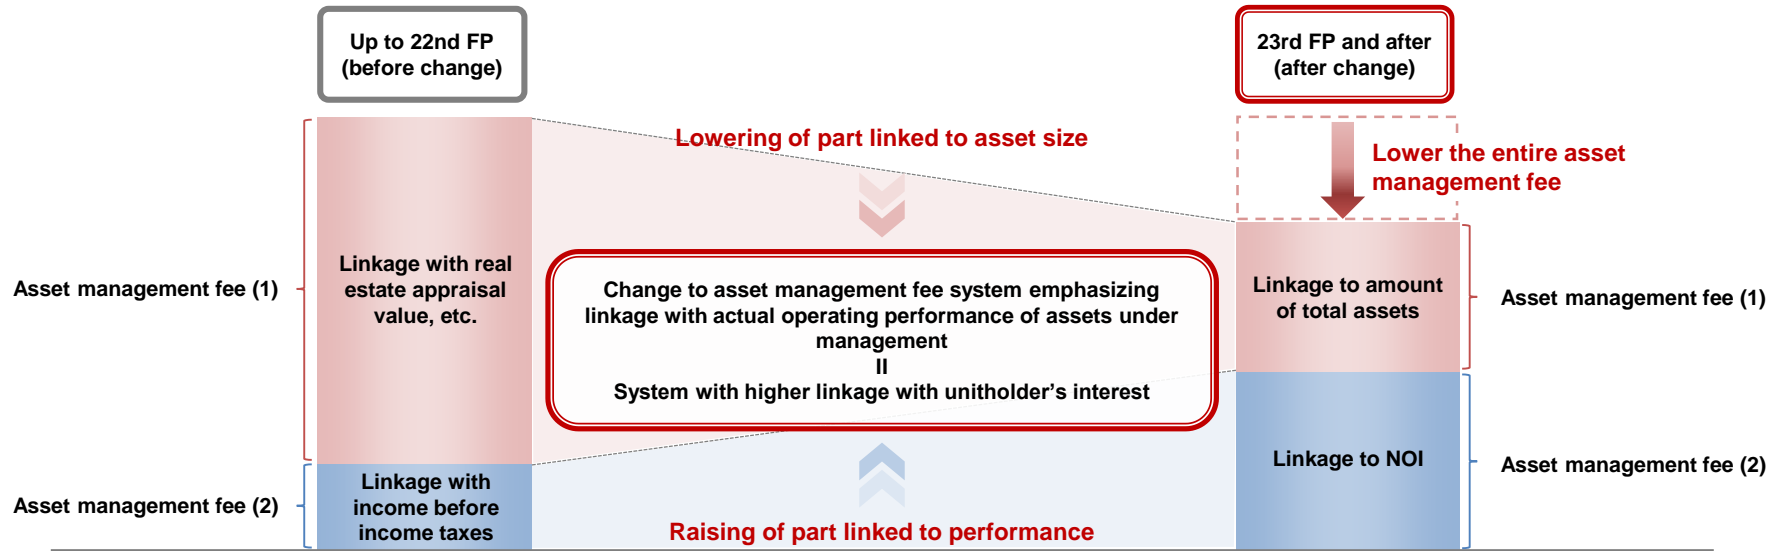 Up to 22nd FP
(before change)
23rd FP and after
(after change)
Lowering of part linked to asset size
Lower the entire asset
management fee
Asset management fee (1)
Linkage with real
estate appraisal
value, etc.
Change to asset management fee system emphasizing
linkage with actual operating performance of assets under
management
II
System with higher linkage with unitholder's interest
Linkage to amount
of total assets
Asset management fee (1)
Asset management fee (2)
Linkage with
income before
income taxes
Raising of part linked to performance
Linkage to NOI
Asset management fee (2)